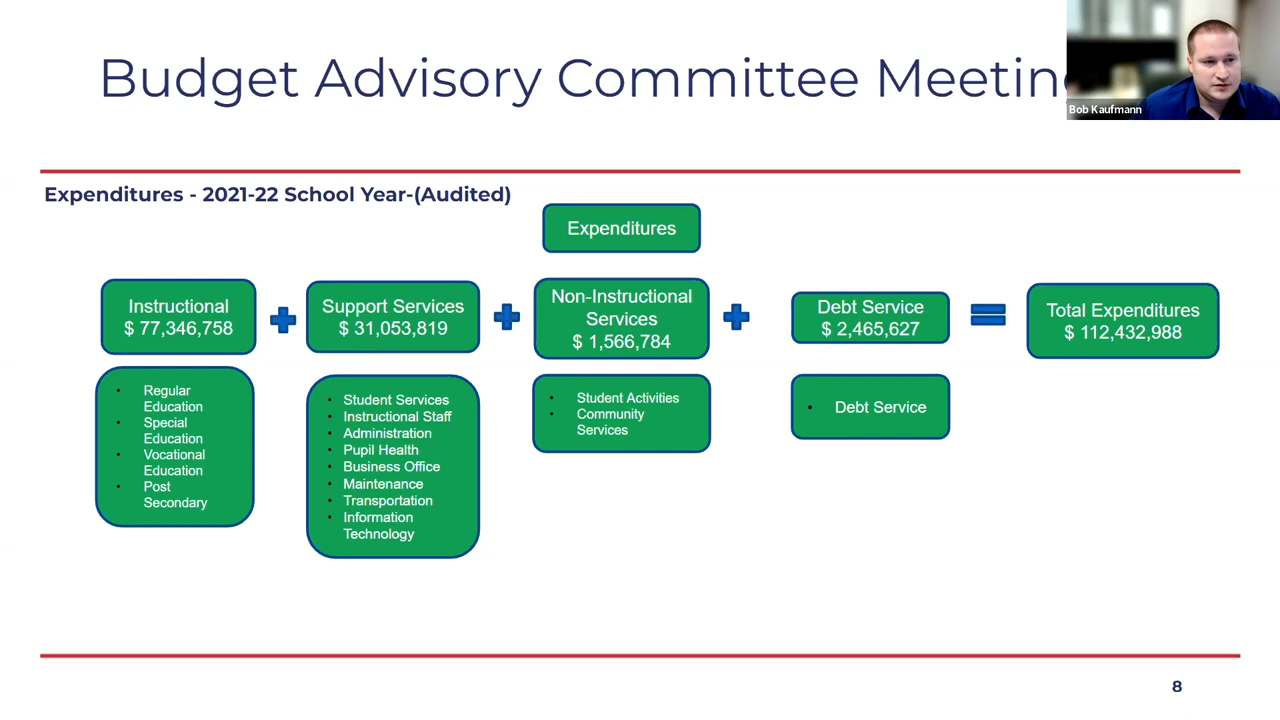 Budget Advisory Committee Meeting
Bob Kaufmann
Expenditures - 2021-22 School Year-(Audited)
Expenditures
Instructional
$ 77,346,758
Support Services
$ 31,053,819
Non-Instructional
Services
$ 1,566,784
Debt Service
$ 2,465,627
Total Expenditures
$ 112,432,988
• Regular
Education
• Special
Education
• Vocational
Education
• Post
Secondary
• Student Services
• Instructional Staff
• Administration
• Pupil Health
• Business Office
• Maintenance
• Transportation
• Information
Technology
• Student Activities
• Community
Services
• Debt Service
8